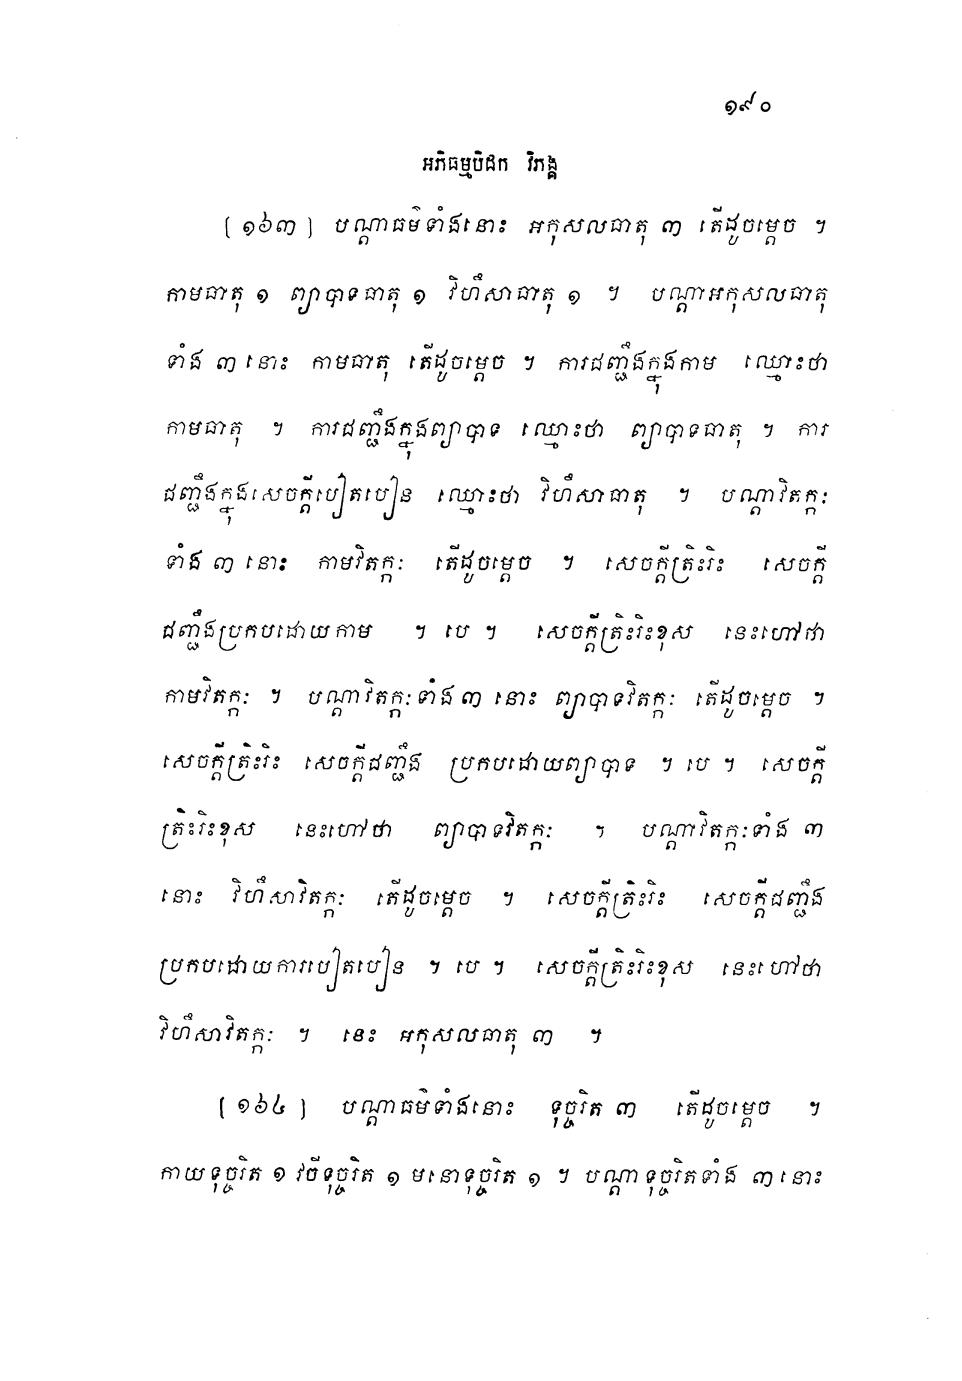 ១៩០
អភិធម្មបិដក វិភង្គ
[១៦៣] បណ្តាធម៌ទាំងនោះ អកុសលធាតុ ៣ តើដូចម្តេច ។
កាមធាតុ ១ ព្យាបាទធាតុ ១ វិហឹសាធាតុ ១ ។ បណ្តាអកុសលធាតុ
ទាំង ៣ នោះ កាមធាតុ តើដូចម្តេច ។ ការជញ្ជឹងក្នុងកាម ឈ្មោះថា
កាមធាតុ ។ ការជញ្ជឹងក្នុងព្យាបាទ ឈ្មោះថា ព្យាបាទធាតុ ។ ការ
ជញ្ជឹងក្នុងសេចក្តីបៀតបៀន ឈ្មោះថា វិហឹសាធាតុ ។ បណ្តាវិតក្កៈ
ទាំង ៣ នោះ កាមវិតក្កៈ តើដូចម្តេច ។ សេចក្តីត្រិះរិះ សេចក្តី
ជញ្ជឹងប្រកបដោយកាម ។ បេ ។ សេចក្តីត្រិះរិះខុស នេះហៅថា
កាមវិតក្កៈ ។ បណ្តាវិតក្កៈទាំង ៣ នោះ ព្យាបាទវិតក្កៈ តើដូចម្តេច ។
សេចក្តីត្រិះរិះ សេចក្តីជញ្ជឹង ប្រកបដោយព្យាបាទ ។ បេ ។ សេចក្តី
ត្រិះរិះខុស នេះហៅថា ព្យាបាទវិតក្កៈ ។ បណ្តាវិតក្កៈទាំង ៣
នោះ វិហឹសាវិតក្កៈ តើដូចម្តេច ។ សេចក្តីត្រិះរិះ សេចក្តីជញ្ជឹង
ប្រកបដោយការបៀតបៀន ។ បេ ។ សេចក្តីត្រិះរិះខុស នេះហៅថា
វិហឹសាវិតក្កៈ ។ នេះ អកុសលធាតុ ៣ ។
[១៦៤] បណ្តាធម៌ទាំងនោះ ទុច្ចរិត ៣ តើដូចម្តេច ។
កាយទុច្ចរិត ១ វចីទុច្ចរិត ១ មនោទុច្ចរិត ១ ។ បណ្តាទុច្ចរិតទាំង ៣ នោះ